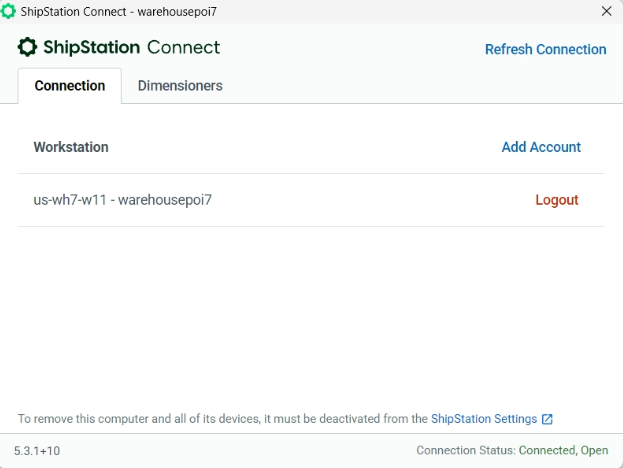 ShipStation Connect - warehousepoi7
ShipStation Connect
Refresh Connection
Connection
Dimensioners
Workstation
Add Account
us-wh7-w11 - warehousepoi7
Logout
To remove this computer and all of its devices, it must be deactivated from the ShipStation Settings
5.3.1+10
Connection Status: Connected, Open